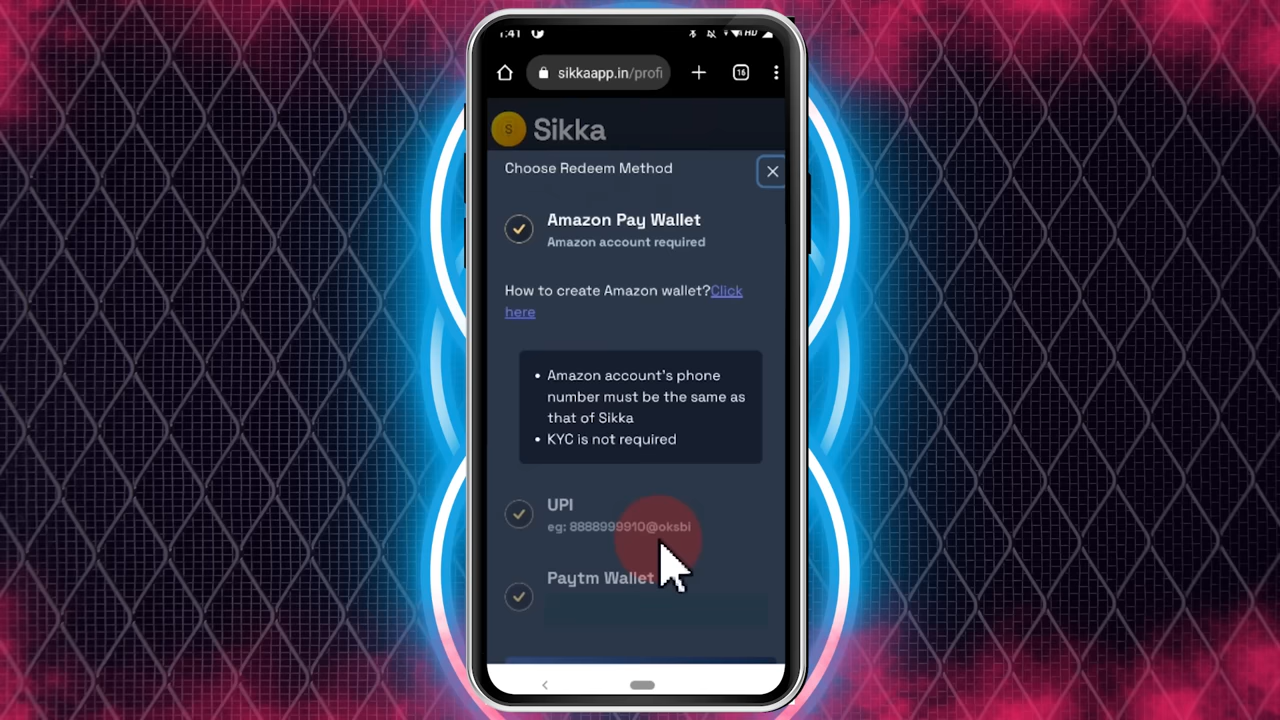 1:41
HD
sikkaapp.in/profi
16
S
Sikka
Choose Redeem Method
Amazon Pay Wallet
Amazon account required
How to create Amazon wallet?Click
here
• Amazon account's phone
number must be the same as
that of Sikka
• KYC is not required
UPI
eg: 8888999910@oksbi
Paytm Wallet